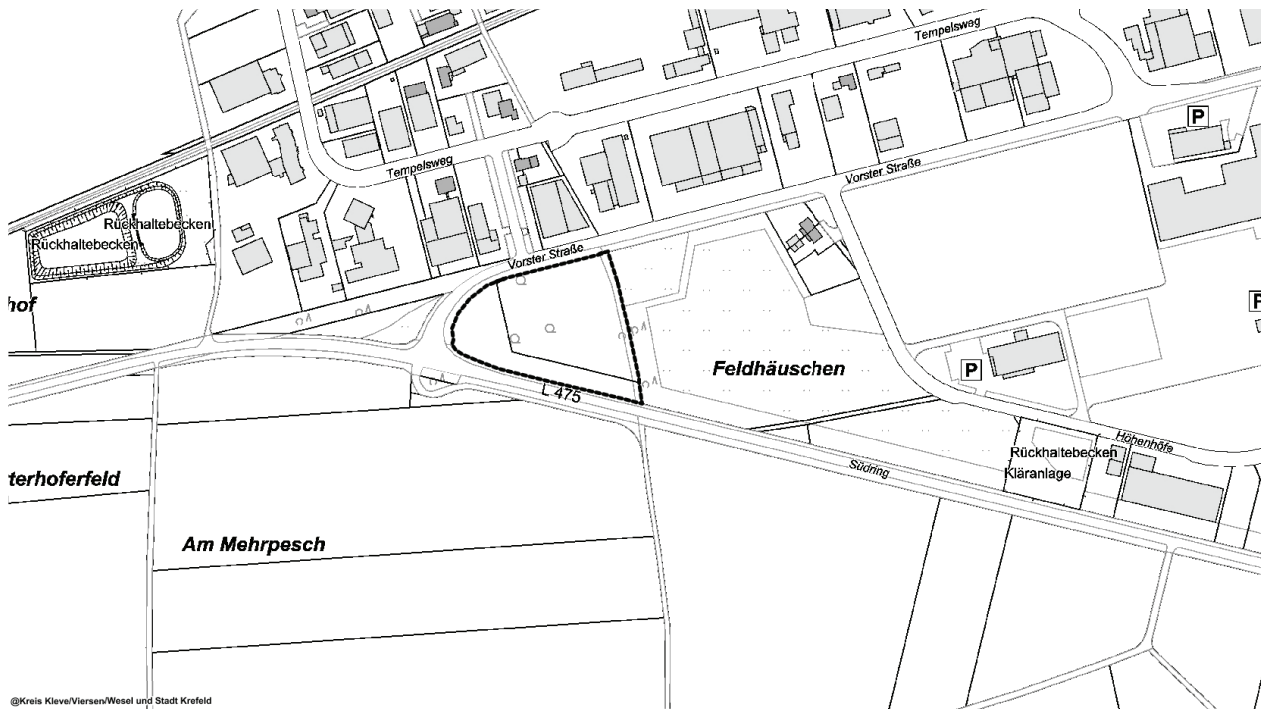 Tempelsweg
P
Tempelsweg
Vorster Straße
Rückhaltebecken
Rückhaltebecken
Vorster Straße
hof
P
Feldhäuschen
P
L 475
Höhenhöfe
Rückhaltebecken
Kläranlage
Südring
terhoferfeld
Am Mehrpesch
@Kreis Kleve/Viersen/Wesel und Stadt Krefeld